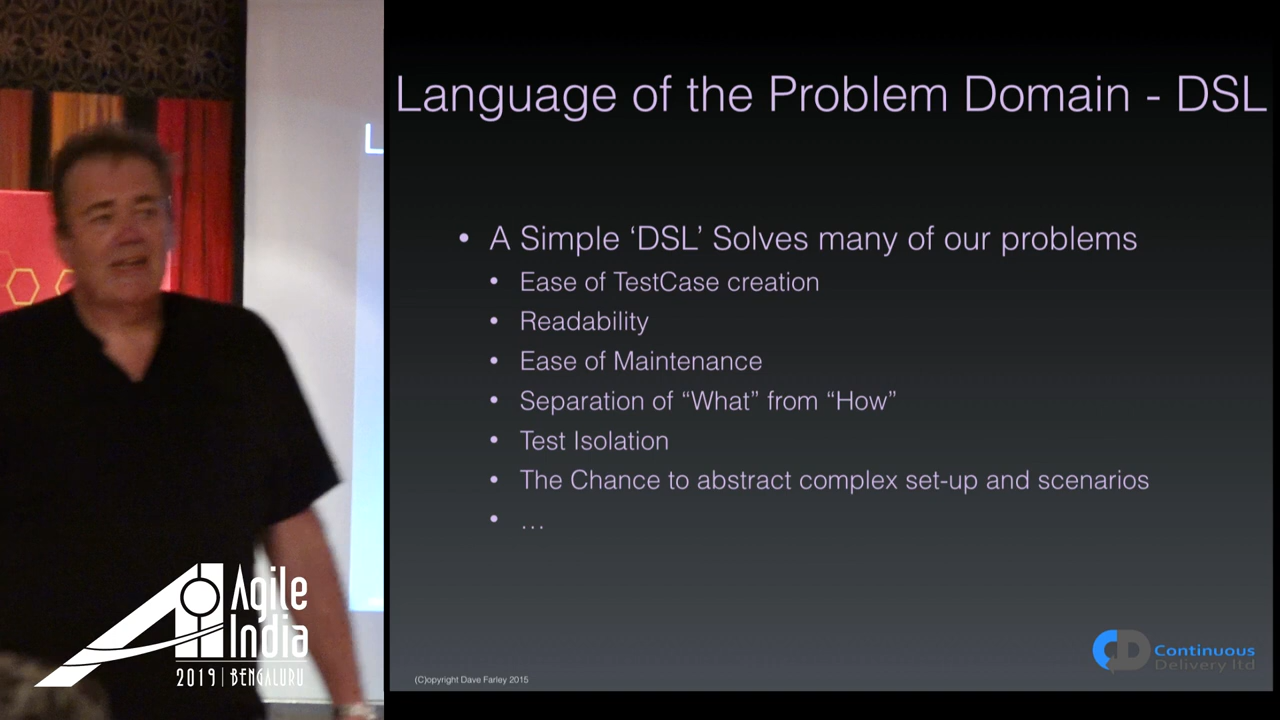 Language of the Problem Domain - DSL
L
• A Simple ‘DSL’ Solves many of our problems
• Ease of TestCase creation
• Readability
• Ease of Maintenance
• Separation of “What” from “How”
• Test Isolation
• The Chance to abstract complex set-up and scenarios
• …
Agile
India
2019 | BENGALURU
CD Continuous
Delivery ltd
(C)opyright Dave Farley 2015